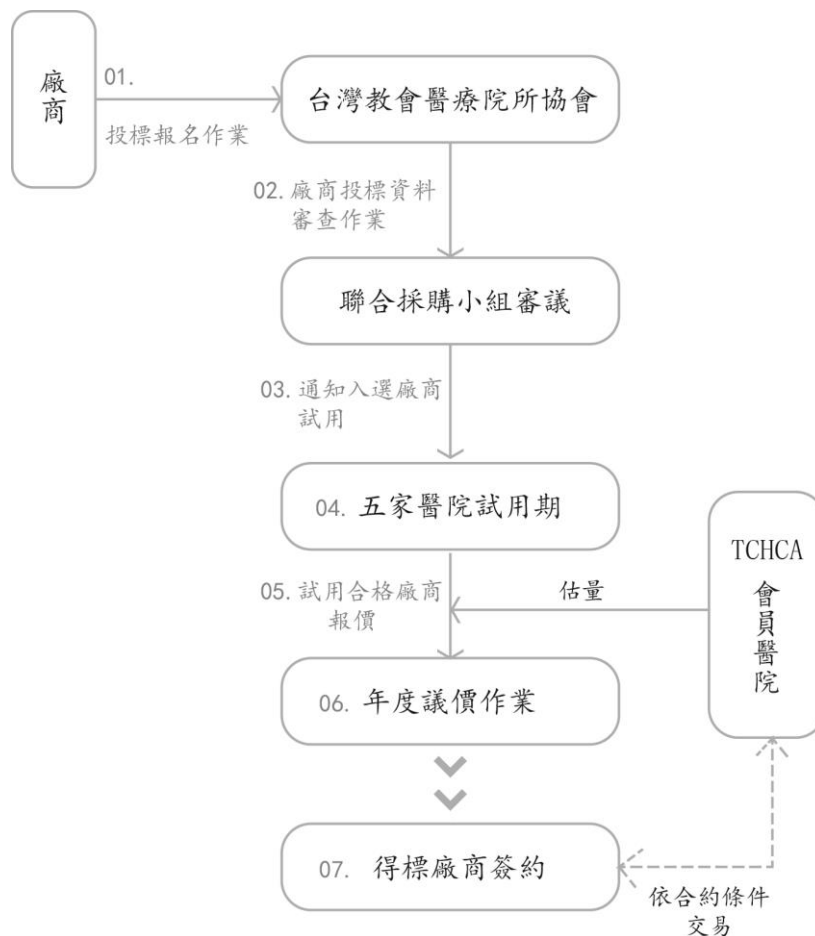 廠商
01.
投標報名作業
台灣教會醫療院所協會
02. 廠商投標資料
審查作業
聯合採購小組審議
03. 通知入選廠商
試用
04. 五家醫院試用期
05. 試用合格廠商
報價
估量
TCHCA
會員醫院
06. 年度議價作業
07. 得標廠商簽約
依合約條件
交易